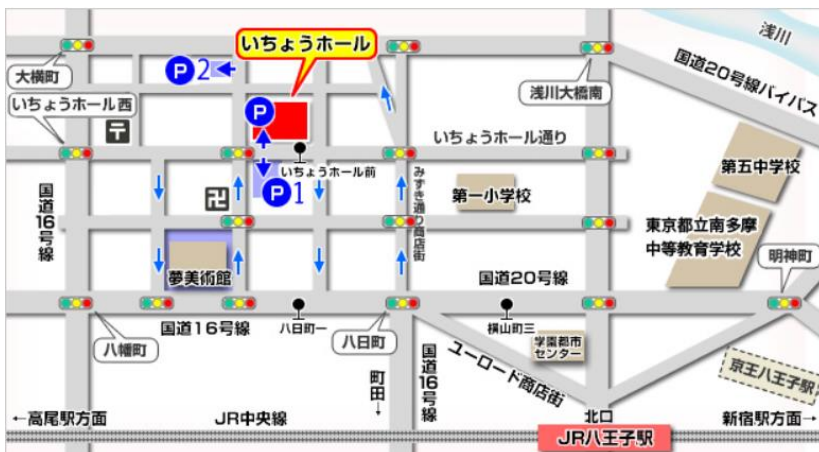 いちょうホール
浅川
P2
大横町
P
国道20号線バイパス
浅川大橋南
いちょうホール西
〒
いちょうホール通り
いちょうホール前
第五中学校
P1
卍
みずき通り商店街
第一小学校
国道16号線
東京都立南多摩
中等教育学校
夢美術館
国道20号線
明神町
国道16号線
八日町一
八日町
横山町三
八幡町
学園都市
センター
ユーロード商店街
国道16号線
町田→
京王八王子駅
←高尾駅方面
JR中央線
北口
新宿駅方面→
JR八王子駅